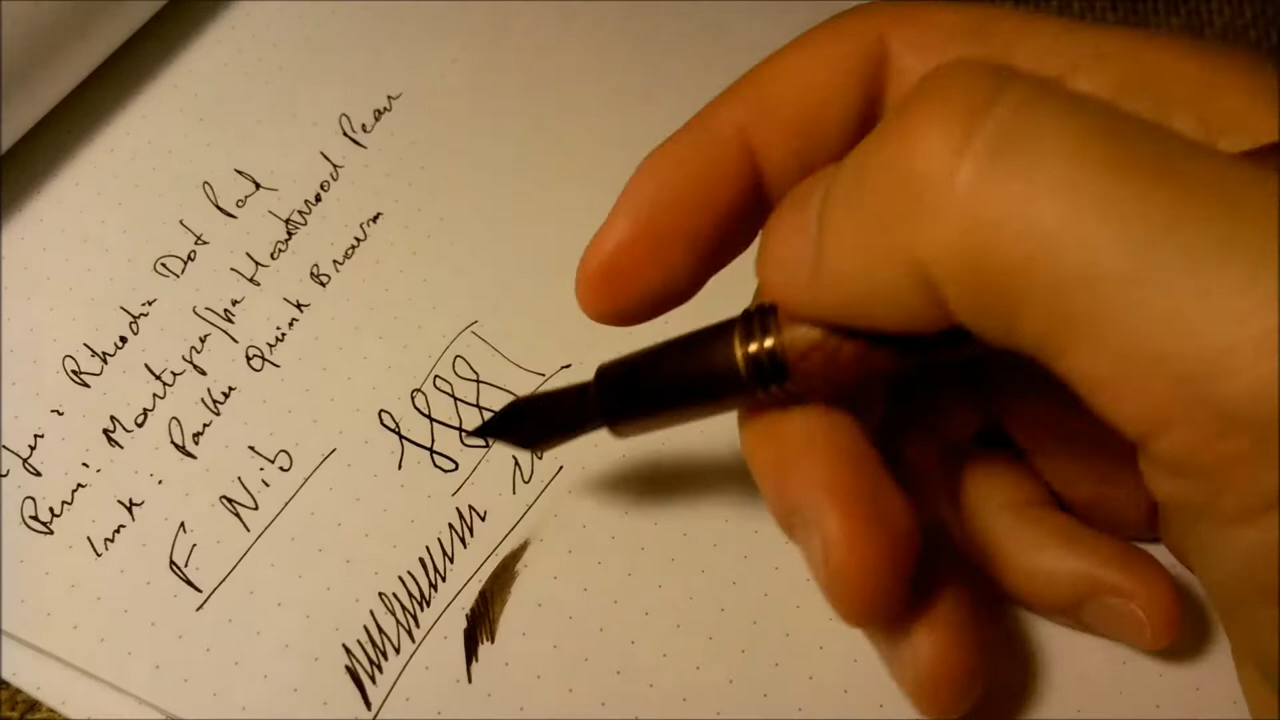 : Rhodia Dot Pad
Pen: Montegrappa Heartwood Pear
Ink: Parker Quink Brown
F Nib